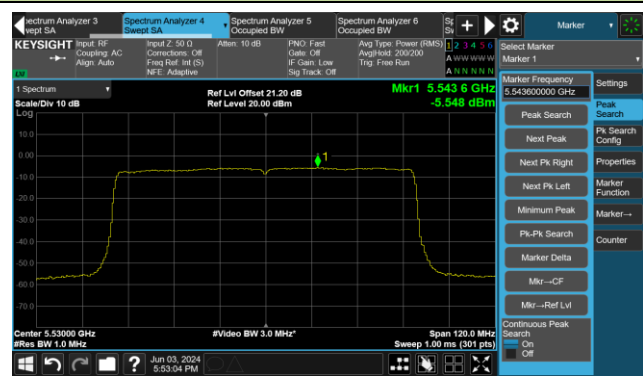 pectrum Analyzer 3
wept SA
Spectrum Analyzer 4
Swept SA
Spectrum Analyzer 5
Occupied BW
Spectrum Analyzer 6
Occupied BW
Marker
KEYSIGHT
Input: RF
Coupling: AC
Align: Auto
Input Z: 50 Ω
Corrections: Off
Freq Ref: Int (S)
NFE: Adaptive
Atten: 10 dB
PNO: Fast
Gate: Off
IF Gain: Low
Sig Track: Off
Avg Type: Power (RMS)
Avg|Hold: 200/200
Trig: Free Run
1 2 3 4 5 6
A W W W W W
A N N N N N
LXI
Select Marker
Marker 1
1 Spectrum
Scale/Div 10 dB
Log
Ref Lvl Offset 21.20 dB
Ref Level 20.00 dBm
Mkr1 5.543 6 GHz
-5.548 dBm
10.0
0.00
-10.0
-20.0
-30.0
-40.0
-50.0
-60.0
-70.0
1
Center 5.53000 GHz
#Res BW 1.0 MHz
#Video BW 3.0 MHz*
Span 120.0 MHz
Sweep 1.00 ms (301 pts)
Marker Frequency
5.543600000 GHz
Peak Search
Next Peak
Next Pk Right
Next Pk Left
Minimum Peak
Pk-Pk Search
Marker Delta
Mkr→CF
Mkr→Ref Lvl
Continuous Peak
Search
On
Off
Settings
Peak
Search
Pk Search
Config
Properties
Marker
Function
Marker→
Counter
Jun 03, 2024
5:53:04 PM